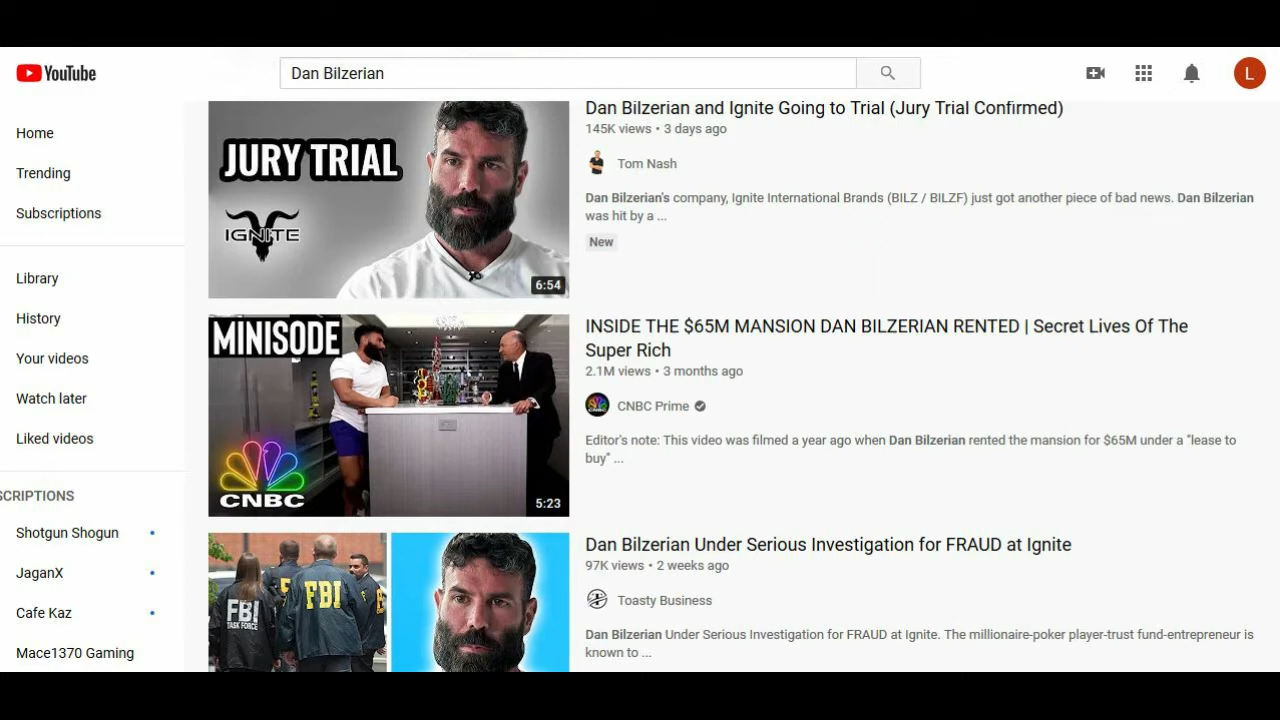 YouTube
Dan Bilzerian
L
Home
Trending
Subscriptions
Library
History
Your videos
Watch later
Liked videos
SCRIPTIONS
Shotgun Shogun
JaganX
Cafe Kaz
Mace1370 Gaming
JURY TRIAL
IGNITE
6:54
Dan Bilzerian and Ignite Going to Trial (Jury Trial Confirmed)
145K views • 3 days ago
Tom Nash
Dan Bilzerian's company, Ignite International Brands (BILZ / BILZF) just got another piece of bad news. Dan Bilzerian
was hit by a ...
New
MINISODE
CNBC
5:23
INSIDE THE $65M MANSION DAN BILZERIAN RENTED | Secret Lives Of The
Super Rich
2.1M views • 3 months ago
CNBC Prime
Editor's note: This video was filmed a year ago when Dan Bilzerian rented the mansion for $65M under a "lease to
buy" ...
FBI
TASK FORCE
FBI
Dan Bilzerian Under Serious Investigation for FRAUD at Ignite
97K views • 2 weeks ago
Toasty Business
Dan Bilzerian Under Serious Investigation for FRAUD at Ignite. The millionaire-poker player-trust fund-entrepreneur is
known to ...